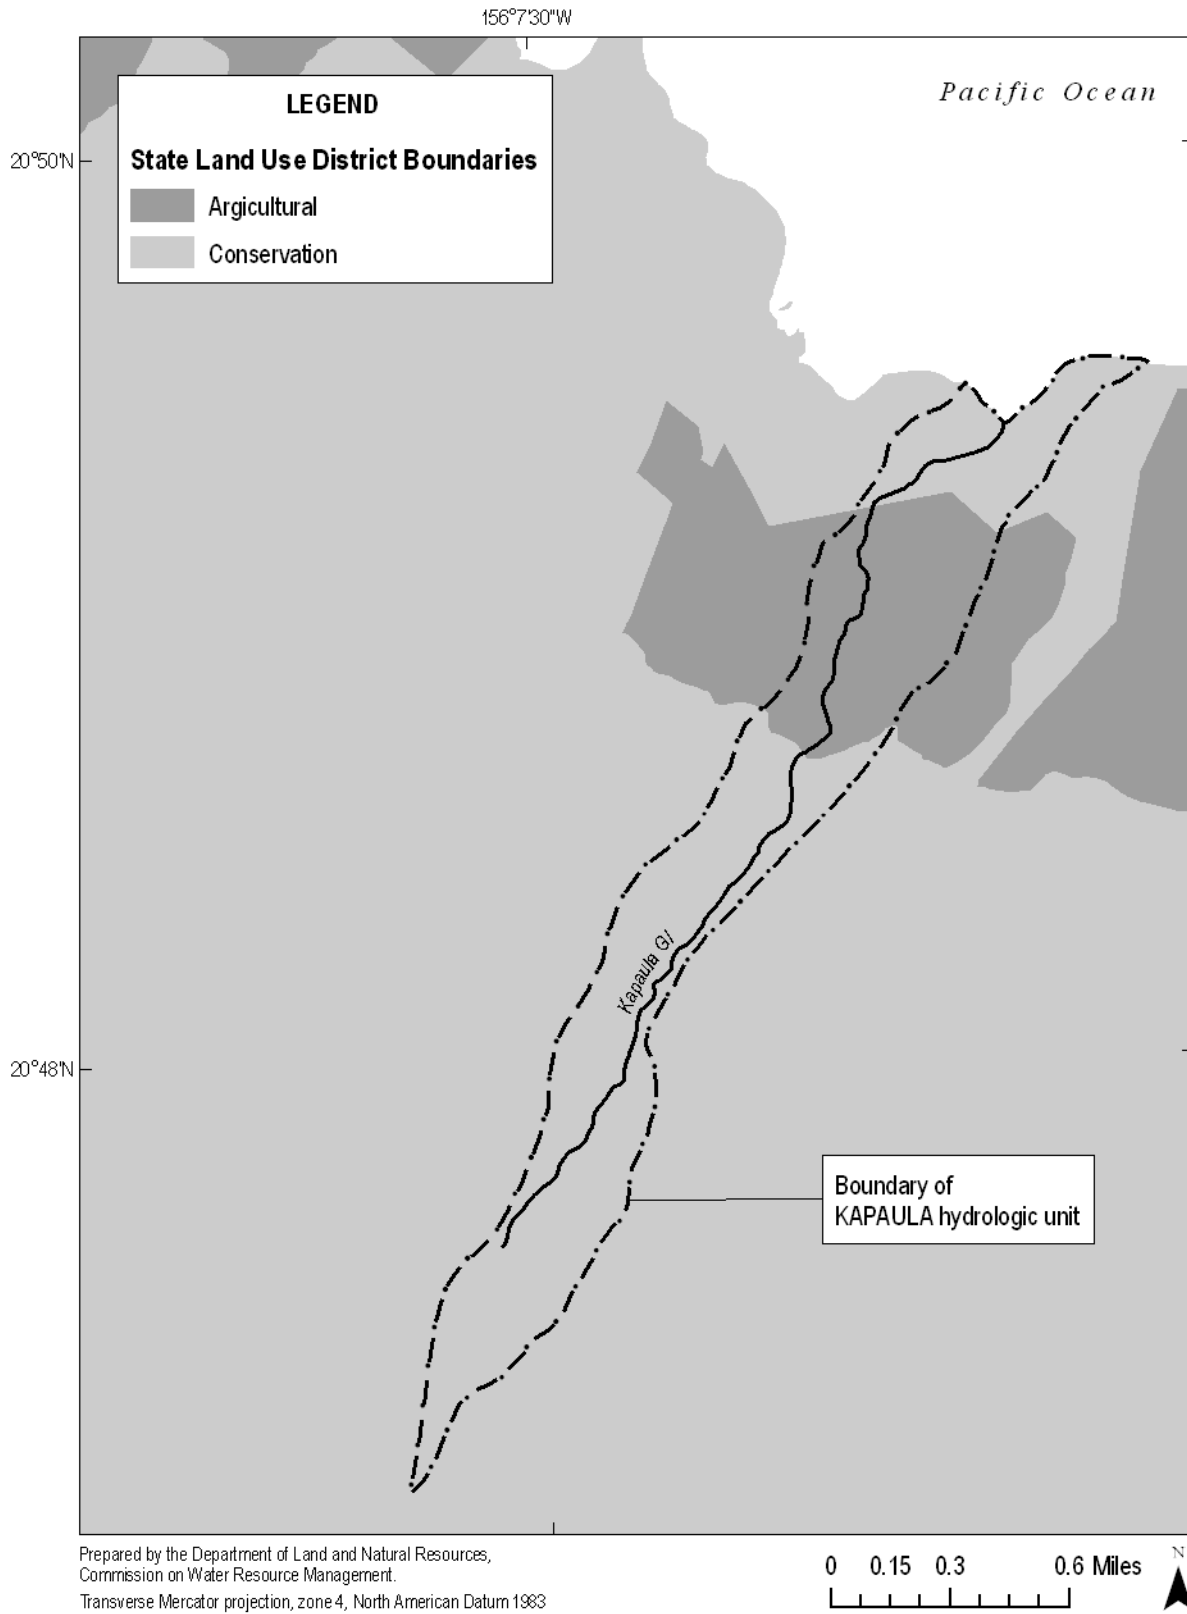 156°7'30"W
Pacific Ocean
LEGEND
20°50'N
State Land Use District Boundaries
Argicultural
Conservation
Kapaula Gl
20°48'N
Boundary of
KAPAULA hydrologic unit
Prepared by the Department of Land and Natural Resources,
Commission on Water Resource Management.
Transverse Mercator projection, zone 4, North American Datum 1983
0 0.15 0.3 0.6 Miles
N